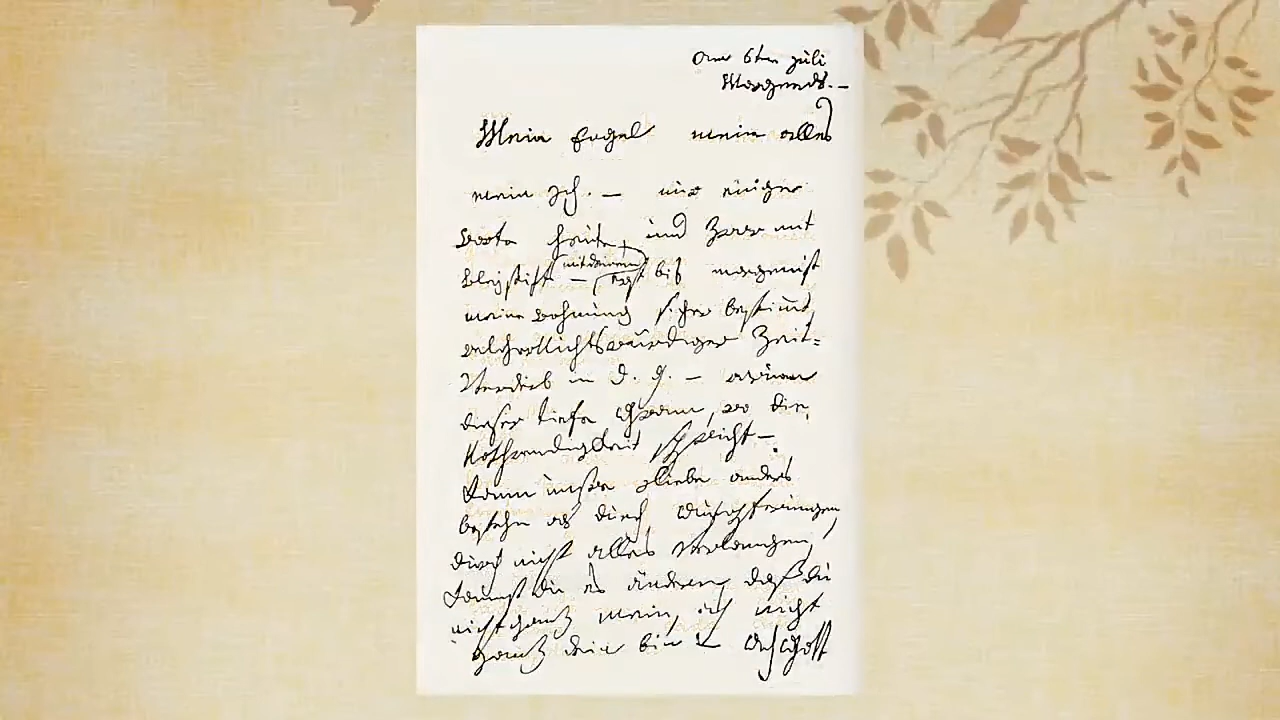 am 6ten juli
Morgends. –
Mein Engel mein alles
mein Ich. – nur einige
worte heute, und zwar mit
Bleystift – (mit deinem) erst bis morgen ist
meine wohnung sicher bestimmt,
welcher nichtswürdiger Zeit-
Verderb in d. g. – warum
dieser tiefe Gram, wo die
Nothwendigkeit spricht –
Kann unsre Liebe anders
bestehn als durch Aufopferungen,
durch nicht alles verlangen,
kannst du es ändern, daß du
nicht ganz mein, ich nicht
ganz dein bin – Ach Gott